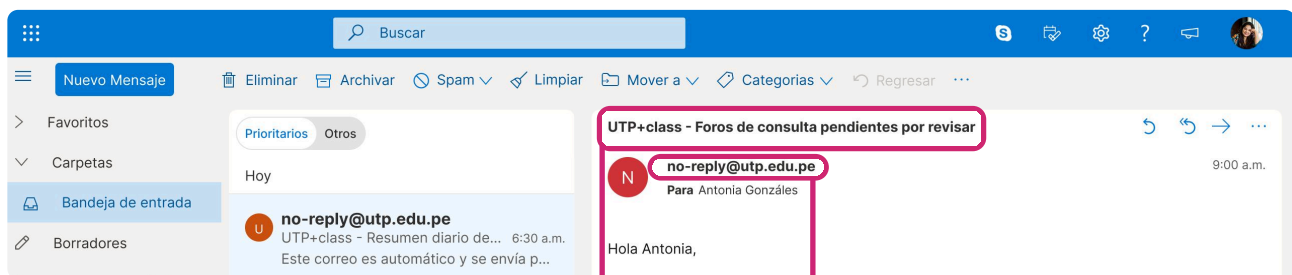 Buscar
Nuevo Mensaje
Eliminar
Archivar
Spam
Limpiar
Mover a
Categorias
Regresar
Favoritos
Carpetas
Bandeja de entrada
Borradores
Prioritarios Otros
Hoy
U
no-reply@utp.edu.pe
UTP+class - Resumen diario de... 6:30 a.m.
Este correo es automático y se envía p...
UTP+class - Foros de consulta pendientes por revisar
N
no-reply@utp.edu.pe
9:00 a.m.
Para Antonia Gonzáles
Hola Antonia,